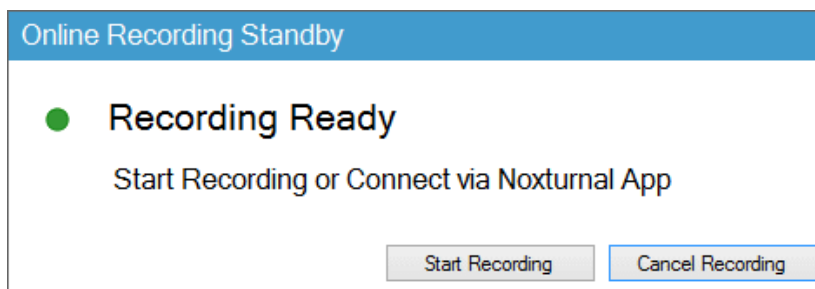 Online Recording Standby
Recording Ready
Start Recording or Connect via Noxturnal App
Start Recording Cancel Recording